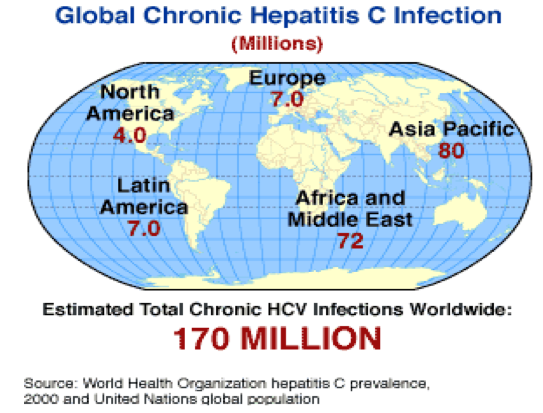 Global Chronic Hepatitis C Infection
(Millions)
North
America
4.0
Europe
7.0
Asia Pacific
80
Latin
America
7.0
Africa and
Middle East
72
Estimated Total Chronic HCV Infections Worldwide:
170 MILLION
Source: World Health Organization hepatitis C prevalence,
2000 and United Nations global population